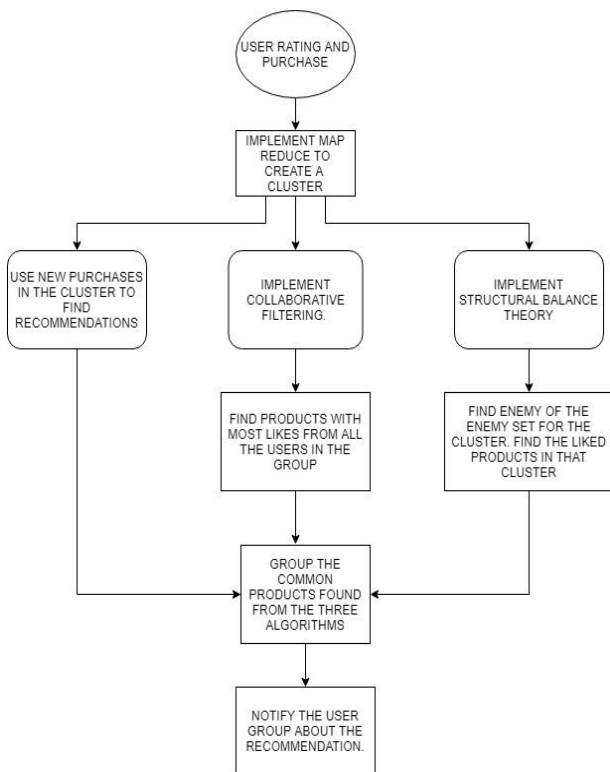 USER RATING AND
PURCHASE
IMPLEMENT MAP
REDUCE TO
CREATE A
CLUSTER
USE NEW PURCHASES
IN THE CLUSTER TO
FIND
RECOMMENDATIONS
IMPLEMENT
COLLABORATIVE
FILTERING.
IMPLEMENT
STRUCTURAL BALANCE
THEORY
FIND PRODUCTS WITH
MOST LIKES FROM ALL
THE USERS IN THE
GROUP
FIND ENEMY OF THE
ENEMY SET FOR THE
CLUSTER. FIND THE LIKED
PRODUCTS IN THAT
CLUSTER
GROUP THE
COMMON
PRODUCTS FOUND
FROM THE THREE
ALGORITHMS
NOTIFY THE USER
GROUP ABOUT THE
RECOMMENDATION.